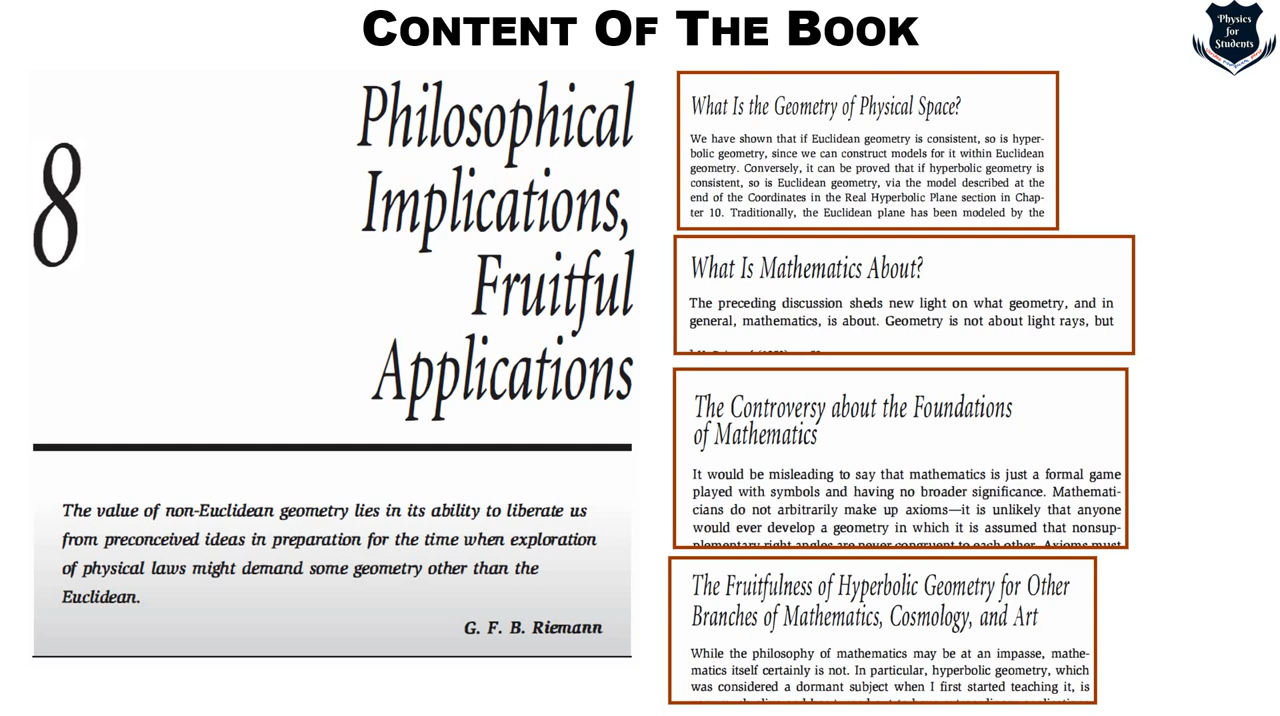 CONTENT OF THE BOOK
Physics
for
Students
8
Philosophical
Implications,
Fruitful
Applications
The value of non-Euclidean geometry lies in its ability to liberate us
from preconceived ideas in preparation for the time when exploration
of physical laws might demand some geometry other than the
Euclidean.
G. F. B. Riemann
What Is the Geometry of Physical Space?
We have shown that if Euclidean geometry is consistent, so is hyper-
bolic geometry, since we can construct models for it within Euclidean
geometry. Conversely, it can be proved that if hyperbolic geometry is
consistent, so is Euclidean geometry, via the model described at the
end of the Coordinates in the Real Hyperbolic Plane section in Chap-
ter 10. Traditionally, the Euclidean plane has been modeled by the
What Is Mathematics About?
The preceding discussion sheds new light on what geometry, and in
general, mathematics, is about. Geometry is not about light rays, but
The Controversy about the Foundations
of Mathematics
It would be misleading to say that mathematics is just a formal game
played with symbols and having no broader significance. Mathemati-
cians do not arbitrarily make up axioms—it is unlikely that anyone
would ever develop a geometry in which it is assumed that nonsup-
plementary right angles are never congruent to each other. Axioms must
The Fruitfulness of Hyperbolic Geometry for Other
Branches of Mathematics, Cosmology, and Art
While the philosophy of mathematics may be at an impasse, mathe-
matics itself certainly is not. In particular, hyperbolic geometry, which
was considered a dormant subject when I first started teaching it, is